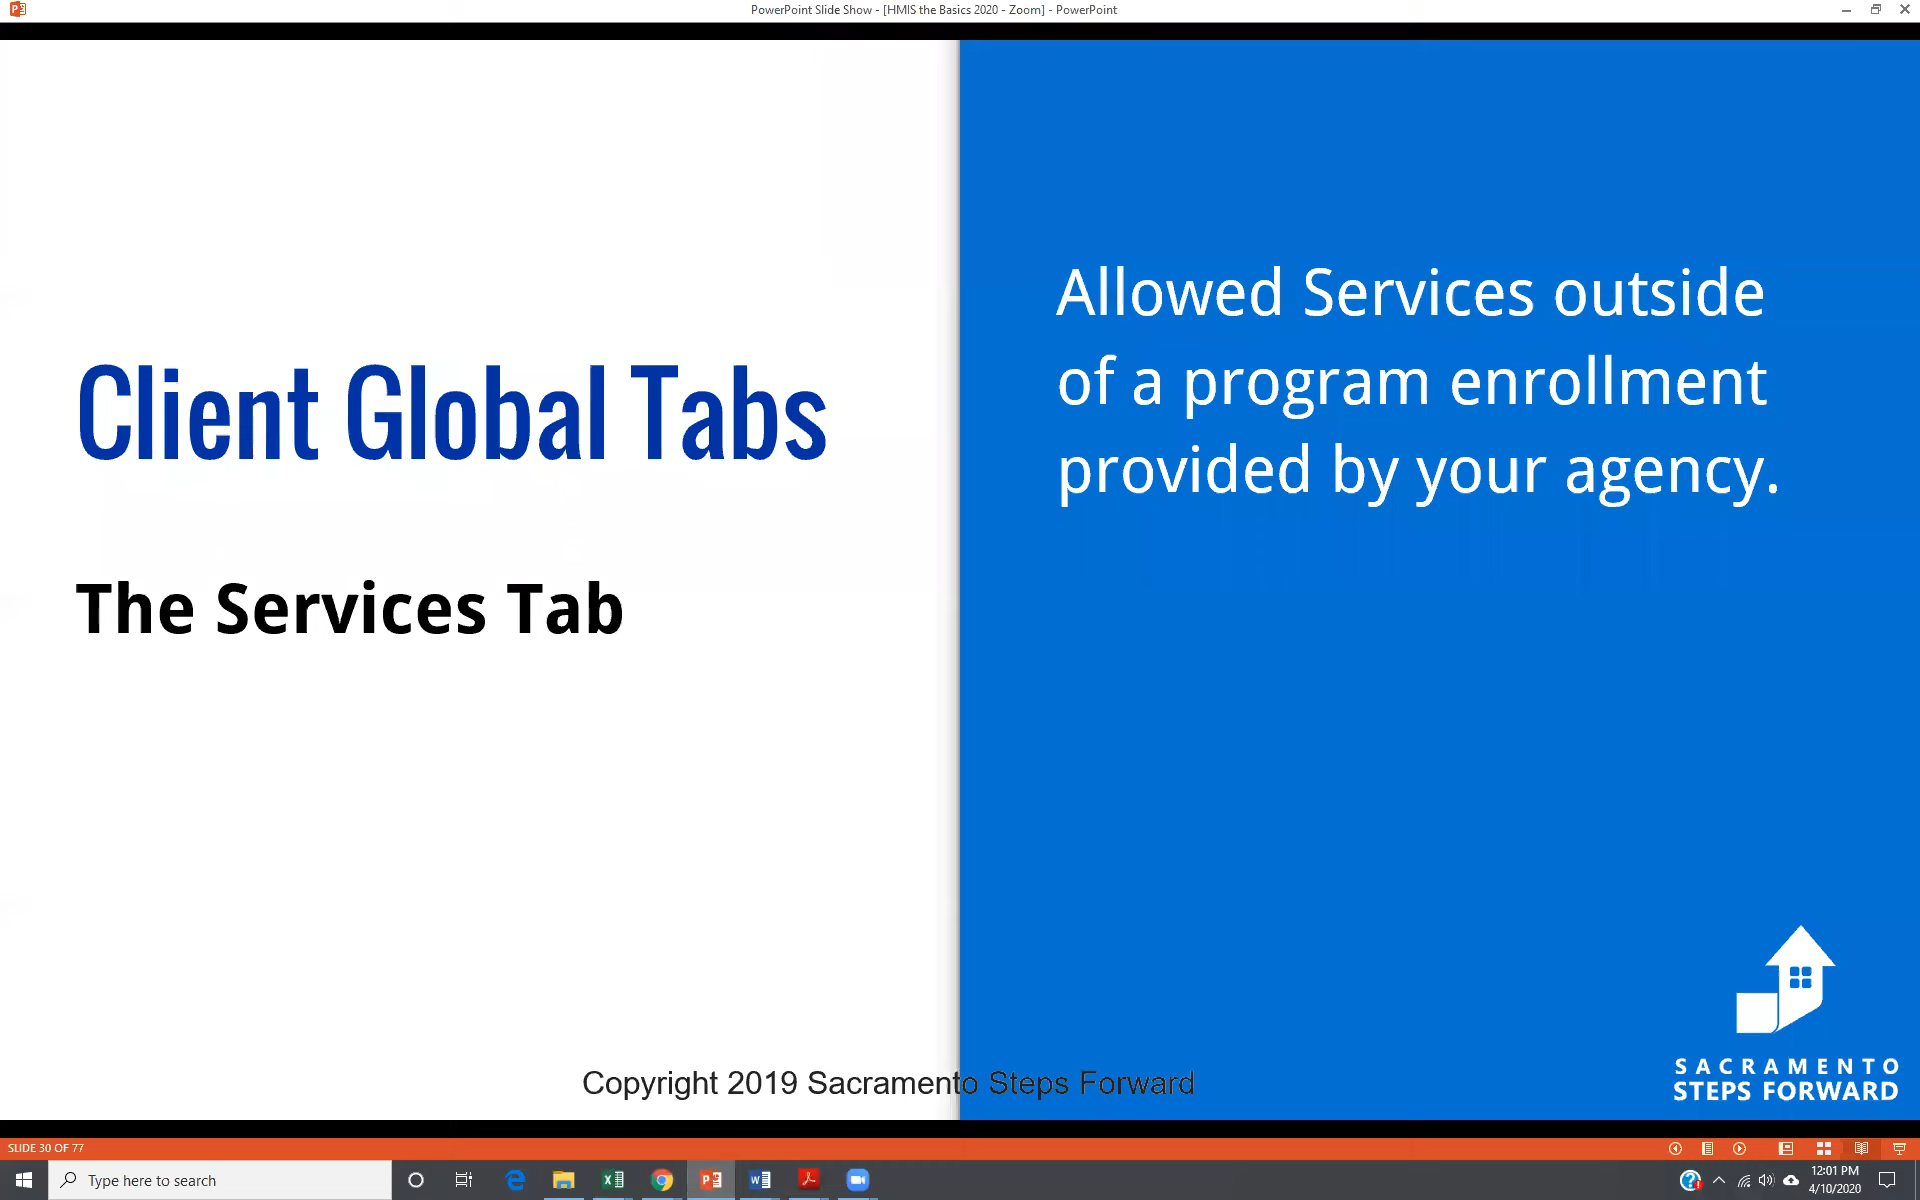 PowerPoint Slide Show - [HMIS the Basics 2020 - Zoom] - PowerPoint
Client Global Tabs
The Services Tab
Allowed Services outside
of a program enrollment
provided by your agency.
SACRAMENTO
STEPS FORWARD
Copyright 2019 Sacramento Steps Forward
SLIDE 30 OF 77
Type here to search
12:01 PM
4/10/2020